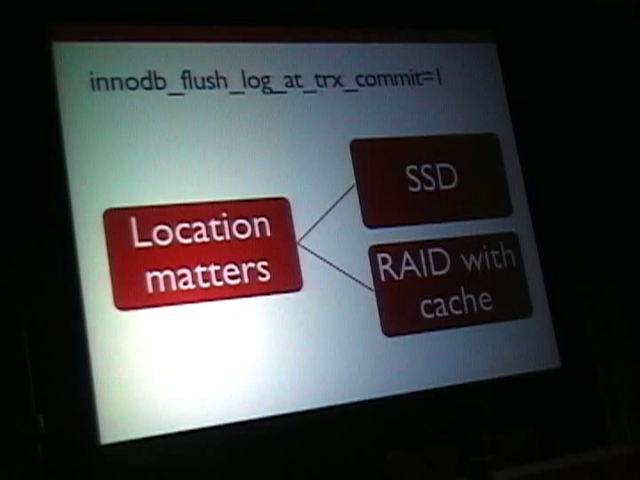 innodb_flush_log_at_trx_commit=1
Location
matters
SSD
RAID with
cache